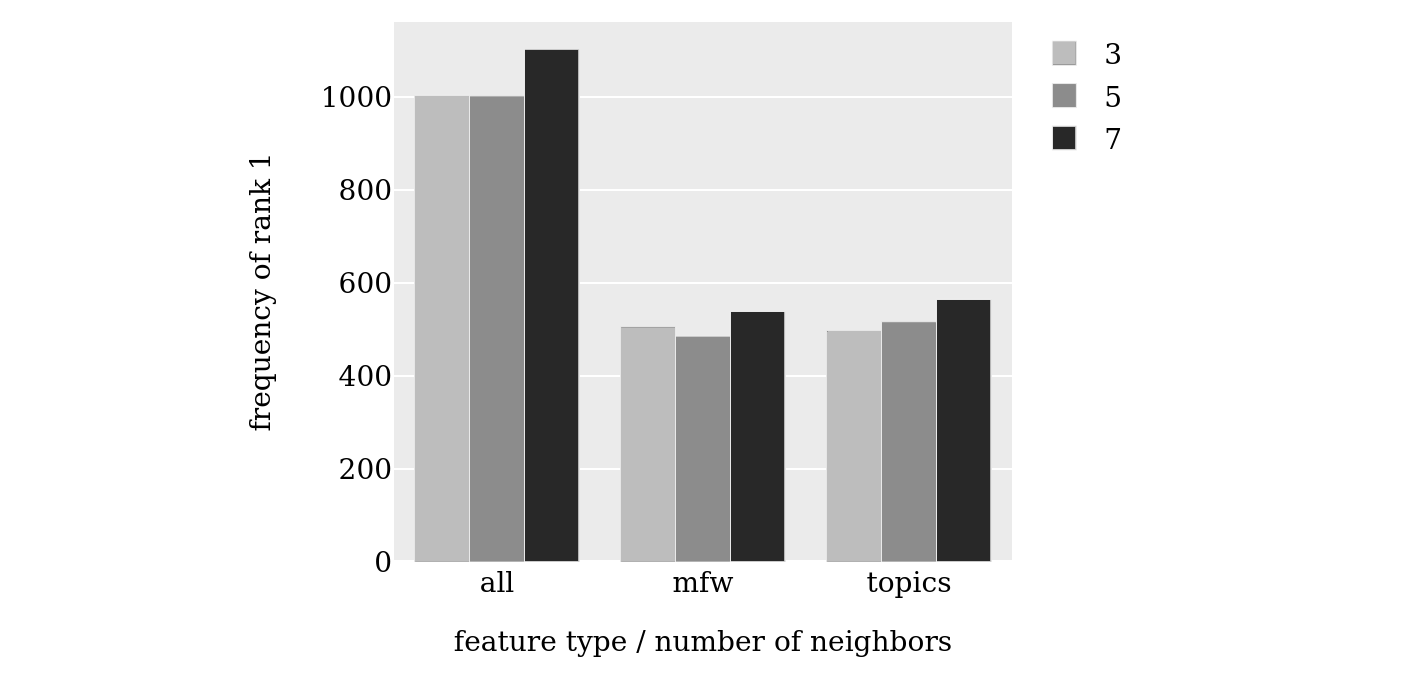 frequency of rank 1
1000
800
600
400
200
0
all
mfw
topics
feature type / number of neighbors
3
5
7